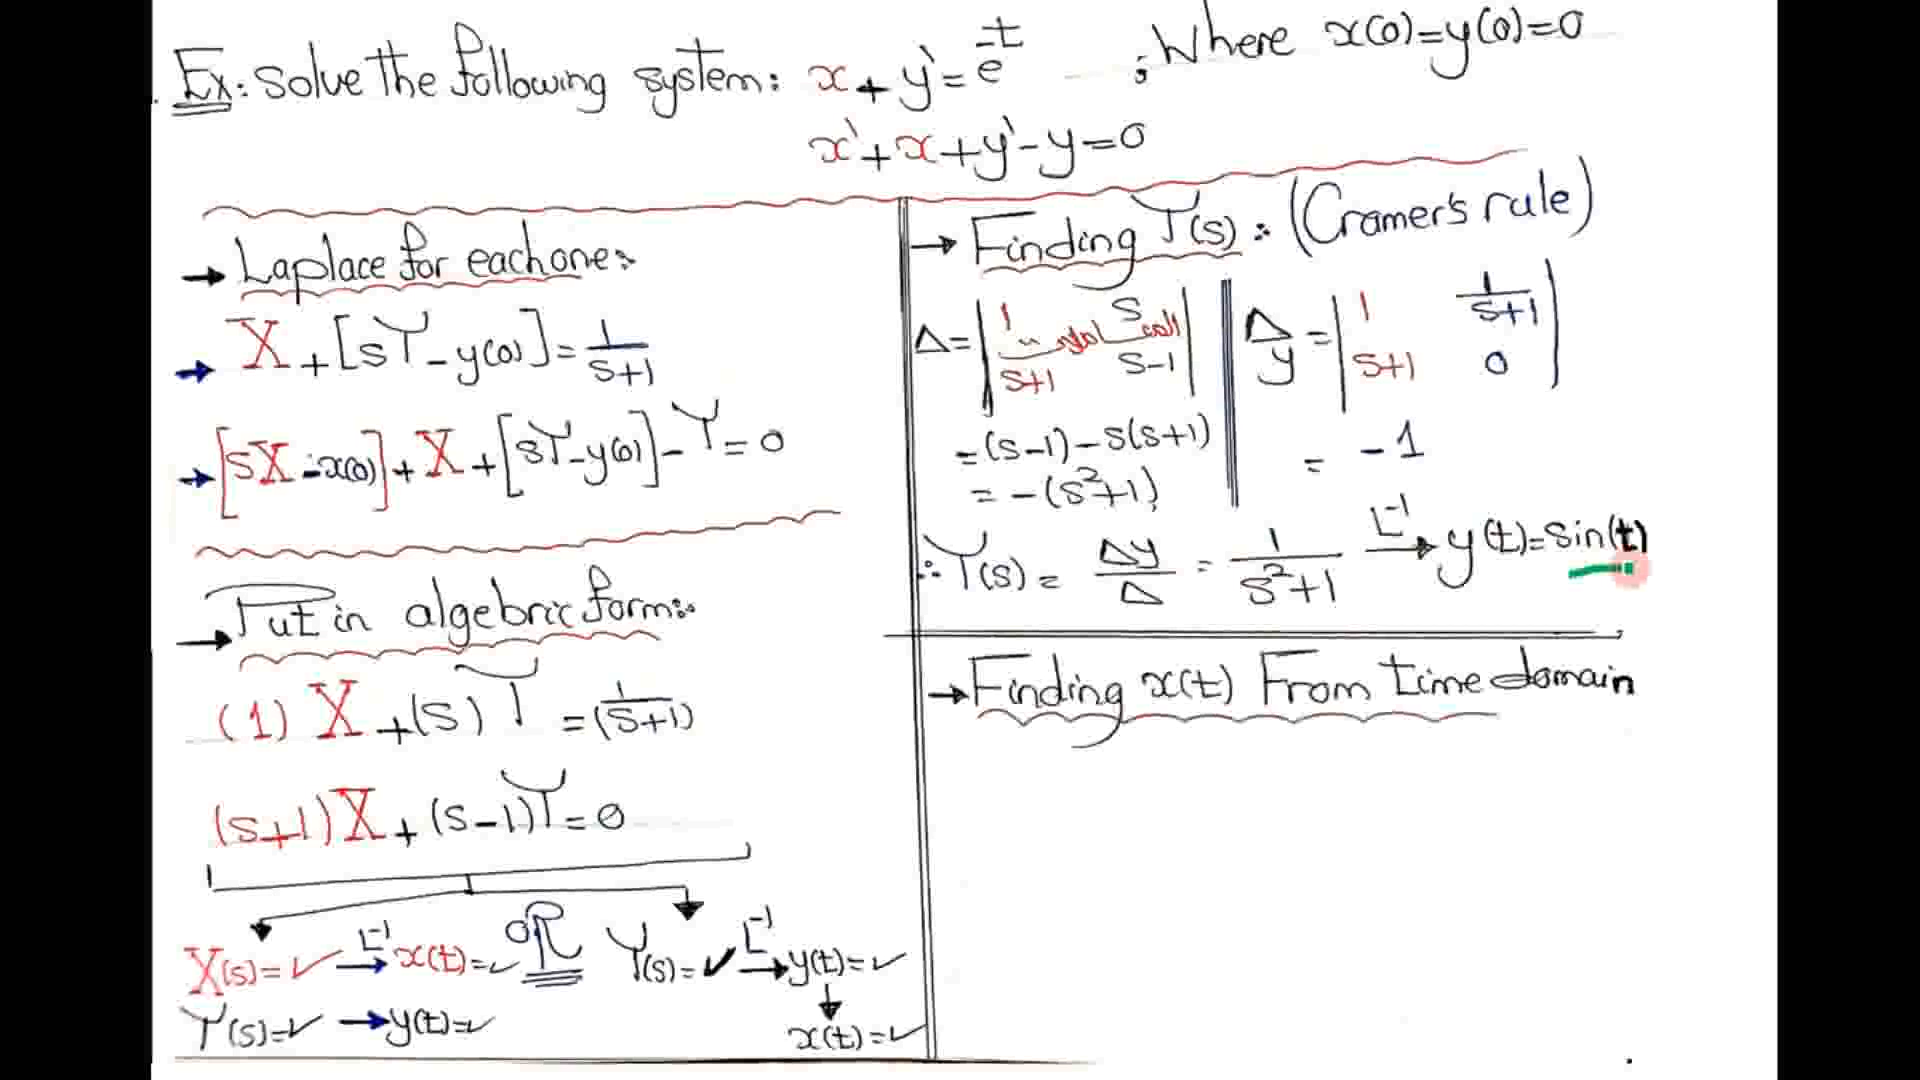 Ex: Solve the following system: x + y' = e^-t ; Where x(0)=y(0)=0
x' + x + y' - y = 0
→ Laplace for each one:
→ X + [sY - y(0)] = 1/(s+1)
→ [sX - x(0)] + X + [sY - y(0)] - Y = 0
→ Put in algebric form:
(1) X + (s) Y = (1/(s+1))
(s+1) X + (s-1) Y = 0
X(s) = ✓ L^-1 → x(t) = ✓ OR Y(s) = ✓ L^-1 → y(t) = ✓
Y(s) = ✓ → y(t) = ✓
x(t) = ✓
→ Finding Y(s): (Cramer's rule)
Δ = | 1 s | Δy = | 1 1/(s+1) |
| s+1 s-1 | | s+1 0 |
= (s-1) - s(s+1) = -1
= -(s²+1)
∴ Y(s) = Δy/Δ = 1/(s²+1) L^-1 → y(t) = sin(t)
→ Finding x(t) From time domain